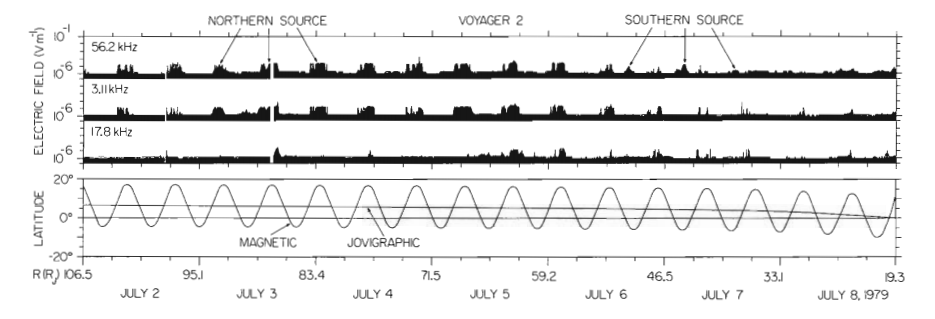 NORTHERN SOURCE VOYAGER 2 SOUTHERN SOURCE
ELECTRIC FIELD (Vm⁻¹)
10⁻¹
56.2 kHz
10⁻⁶
3.11 kHz
10⁻⁶
17.8 kHz
10⁻⁶
LATITUDE
20°
0°
MAGNETIC JOVIGRAPHIC
-20°
R(RJ) 106.5 95.1 83.4 71.5 59.2 46.5 33.1 19.3
JULY 2 JULY 3 JULY 4 JULY 5 JULY 6 JULY 7 JULY 8, 1979